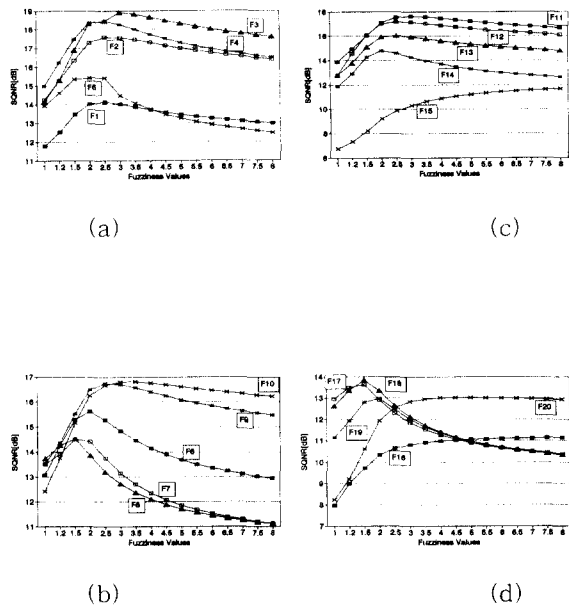 19
18
17
16
15
14
13
12
11
SQNR[dB]
F3
F2
F4
F5
F1
1 1.2 1.5 2 2.5 3 3.5 4 4.5 5 5.5 6 6.5 7 7.5 8
Fuzziness Values
(a)
18
16
14
12
10
8
6
SQNR[dB]
F11
F12
F13
F14
F15
1 1.2 1.5 2 2.5 3 3.5 4 4.5 5 5.5 6 6.5 7 7.5 8
Fuzziness Values
(c)
17
16
15
14
13
12
11
SQNR[dB]
F10
F9
F6
F7
F8
1 1.2 1.5 2 2.5 3 3.5 4 4.5 5 5.5 6 6.5 7 7.5 8
Fuzziness Values
(b)
14
13
12
11
10
9
8
7
SQNR[dB]
F17
F18
F19
F20
F16
1 1.2 1.5 2 2.5 3 3.5 4 4.5 5 5.5 6 6.5 7 7.5 8
Fuzziness Values
(d)